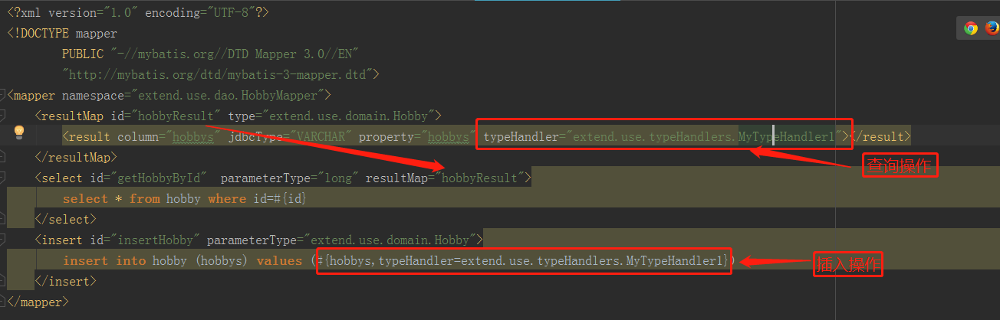 <?xml version="1.0" encoding="UTF-8"?>
<!DOCTYPE mapper
PUBLIC "-//mybatis.org//DTD Mapper 3.0//EN"
"http://mybatis.org/dtd/mybatis-3-mapper.dtd">
<mapper namespace="extend.use.dao.HobbyMapper">
<resultMap id="hobbyResult" type="extend.use.domain.Hobby">
<result column="hobbys" jdbcType="VARCHAR" property="hobbys" typeHandler="extend.use.typeHandlers.MyTypeHandler1"></result>
</resultMap>
查询操作
<select id="getHobbyById"  parameterType="long" resultMap="hobbyResult">
select * from hobby where id=#{id}
</select>
<insert id="insertHobby" parameterType="extend.use.domain.Hobby">
insert into hobby (hobbys) values (#{hobbys,typeHandler=extend.use.typeHandlers.MyTypeHandler1})
插入操作
</insert>
</mapper>